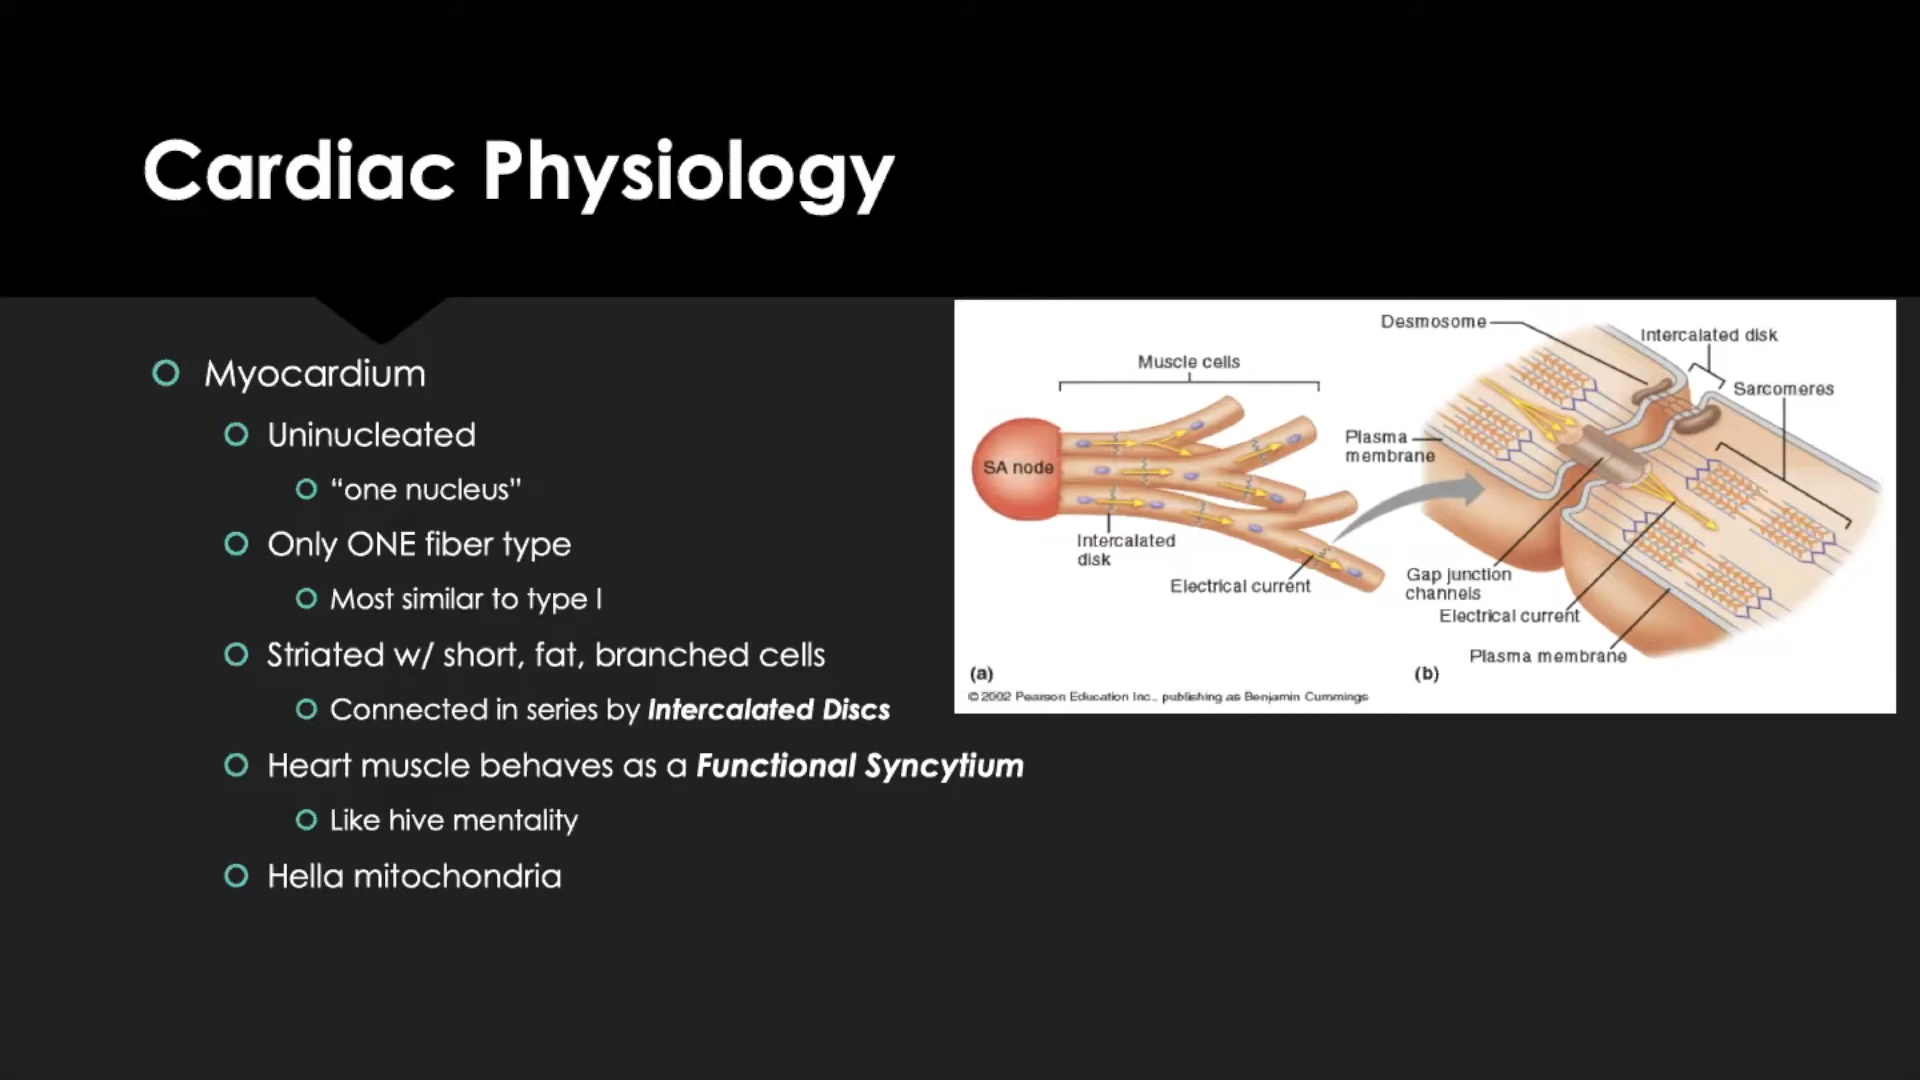 Cardiac Physiology
Myocardium
Uninucleated
“one nucleus”
Only ONE fiber type
Most similar to type I
Striated w/ short, fat, branched cells
Connected in series by Intercalated Discs
Heart muscle behaves as a Functional Syncytium
Like hive mentality
Hella mitochondria
Muscle cells
SA node
Intercalated
disk
Electrical current
(a)
© 2002 Pearson Education Inc., publishing as Benjamin Cummings
Desmosome
Intercalated disk
Sarcomeres
Plasma
membrane
Gap junction
channels
Electrical current
Plasma membrane
(b)